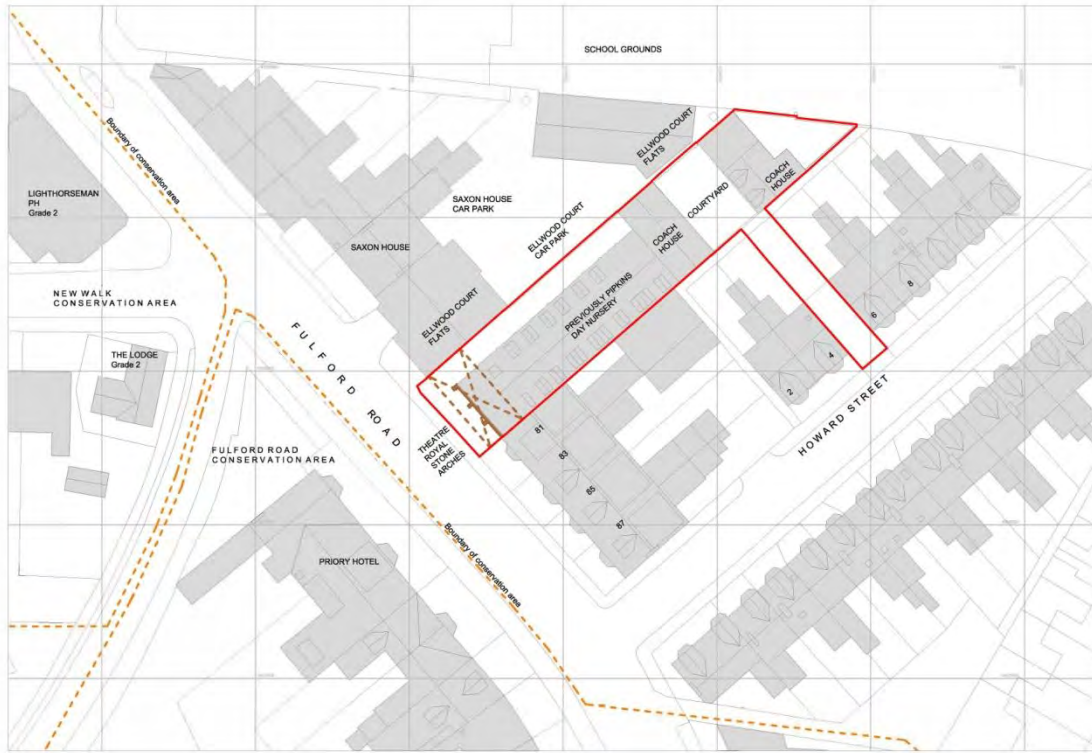 SCHOOL GROUNDS
Boundary of conservation area
LIGHTHORSEMAN
PH
Grade 2
ELLWOOD COURT
FLATS
COACH
HOUSE
SAXON HOUSE
CAR PARK
COURTYARD
ELLWOOD COURT
CAR PARK
SAXON HOUSE
COACH
HOUSE
NEW WALK
CONSERVATION AREA
ELLWOOD COURT
FLATS
PREVIOUSLY PIPKINS
DAY NURSERY
8
6
4
2
THE LODGE
Grade 2
FULFORD ROAD
HOWARD STREET
THEATRE
ROYAL
STONE
ARCHES
81
83
85
87
FULFORD ROAD
CONSERVATION AREA
Boundary of conservation area
PRIORY HOTEL